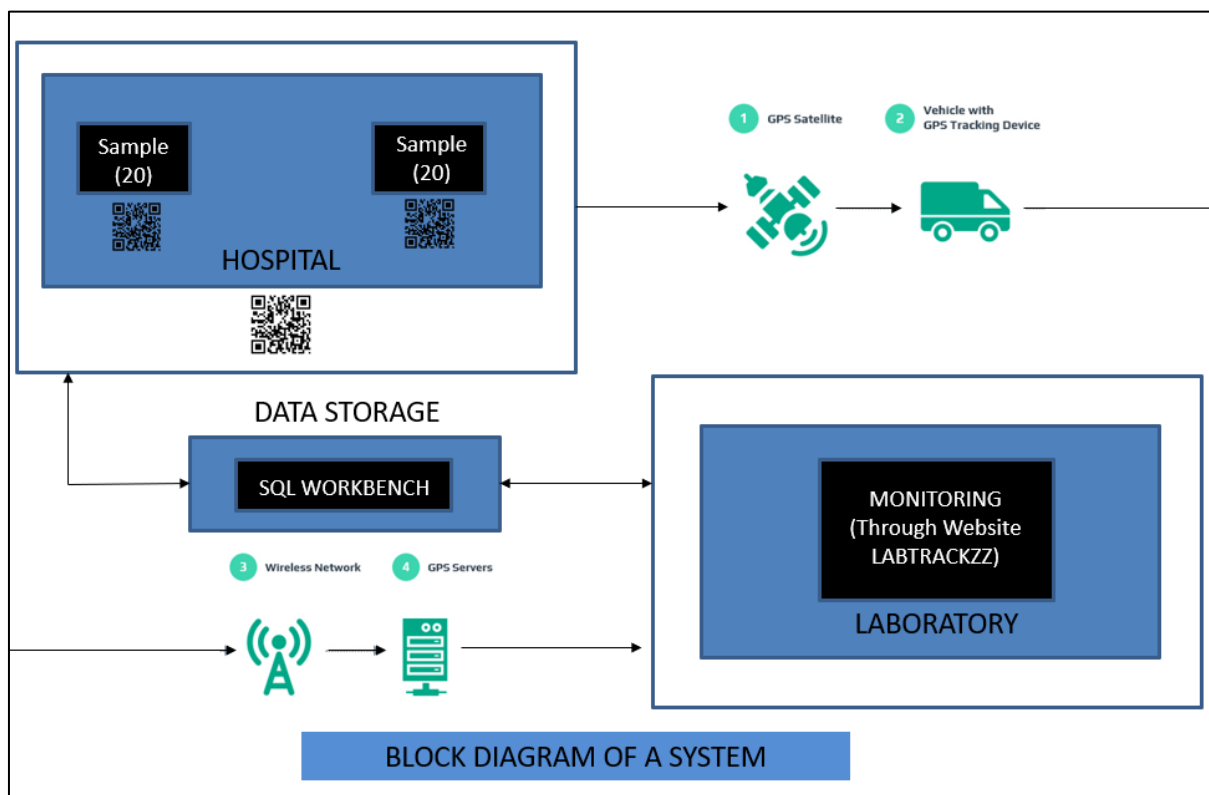 Sample
(20)
Sample
(20)
HOSPITAL
1 GPS Satellite
2 Vehicle with
GPS Tracking Device
DATA STORAGE
SQL WORKBENCH
3 Wireless Network
4 GPS Servers
MONITORING
(Through Website
LABTRACKZZ)
LABORATORY
BLOCK DIAGRAM OF A SYSTEM